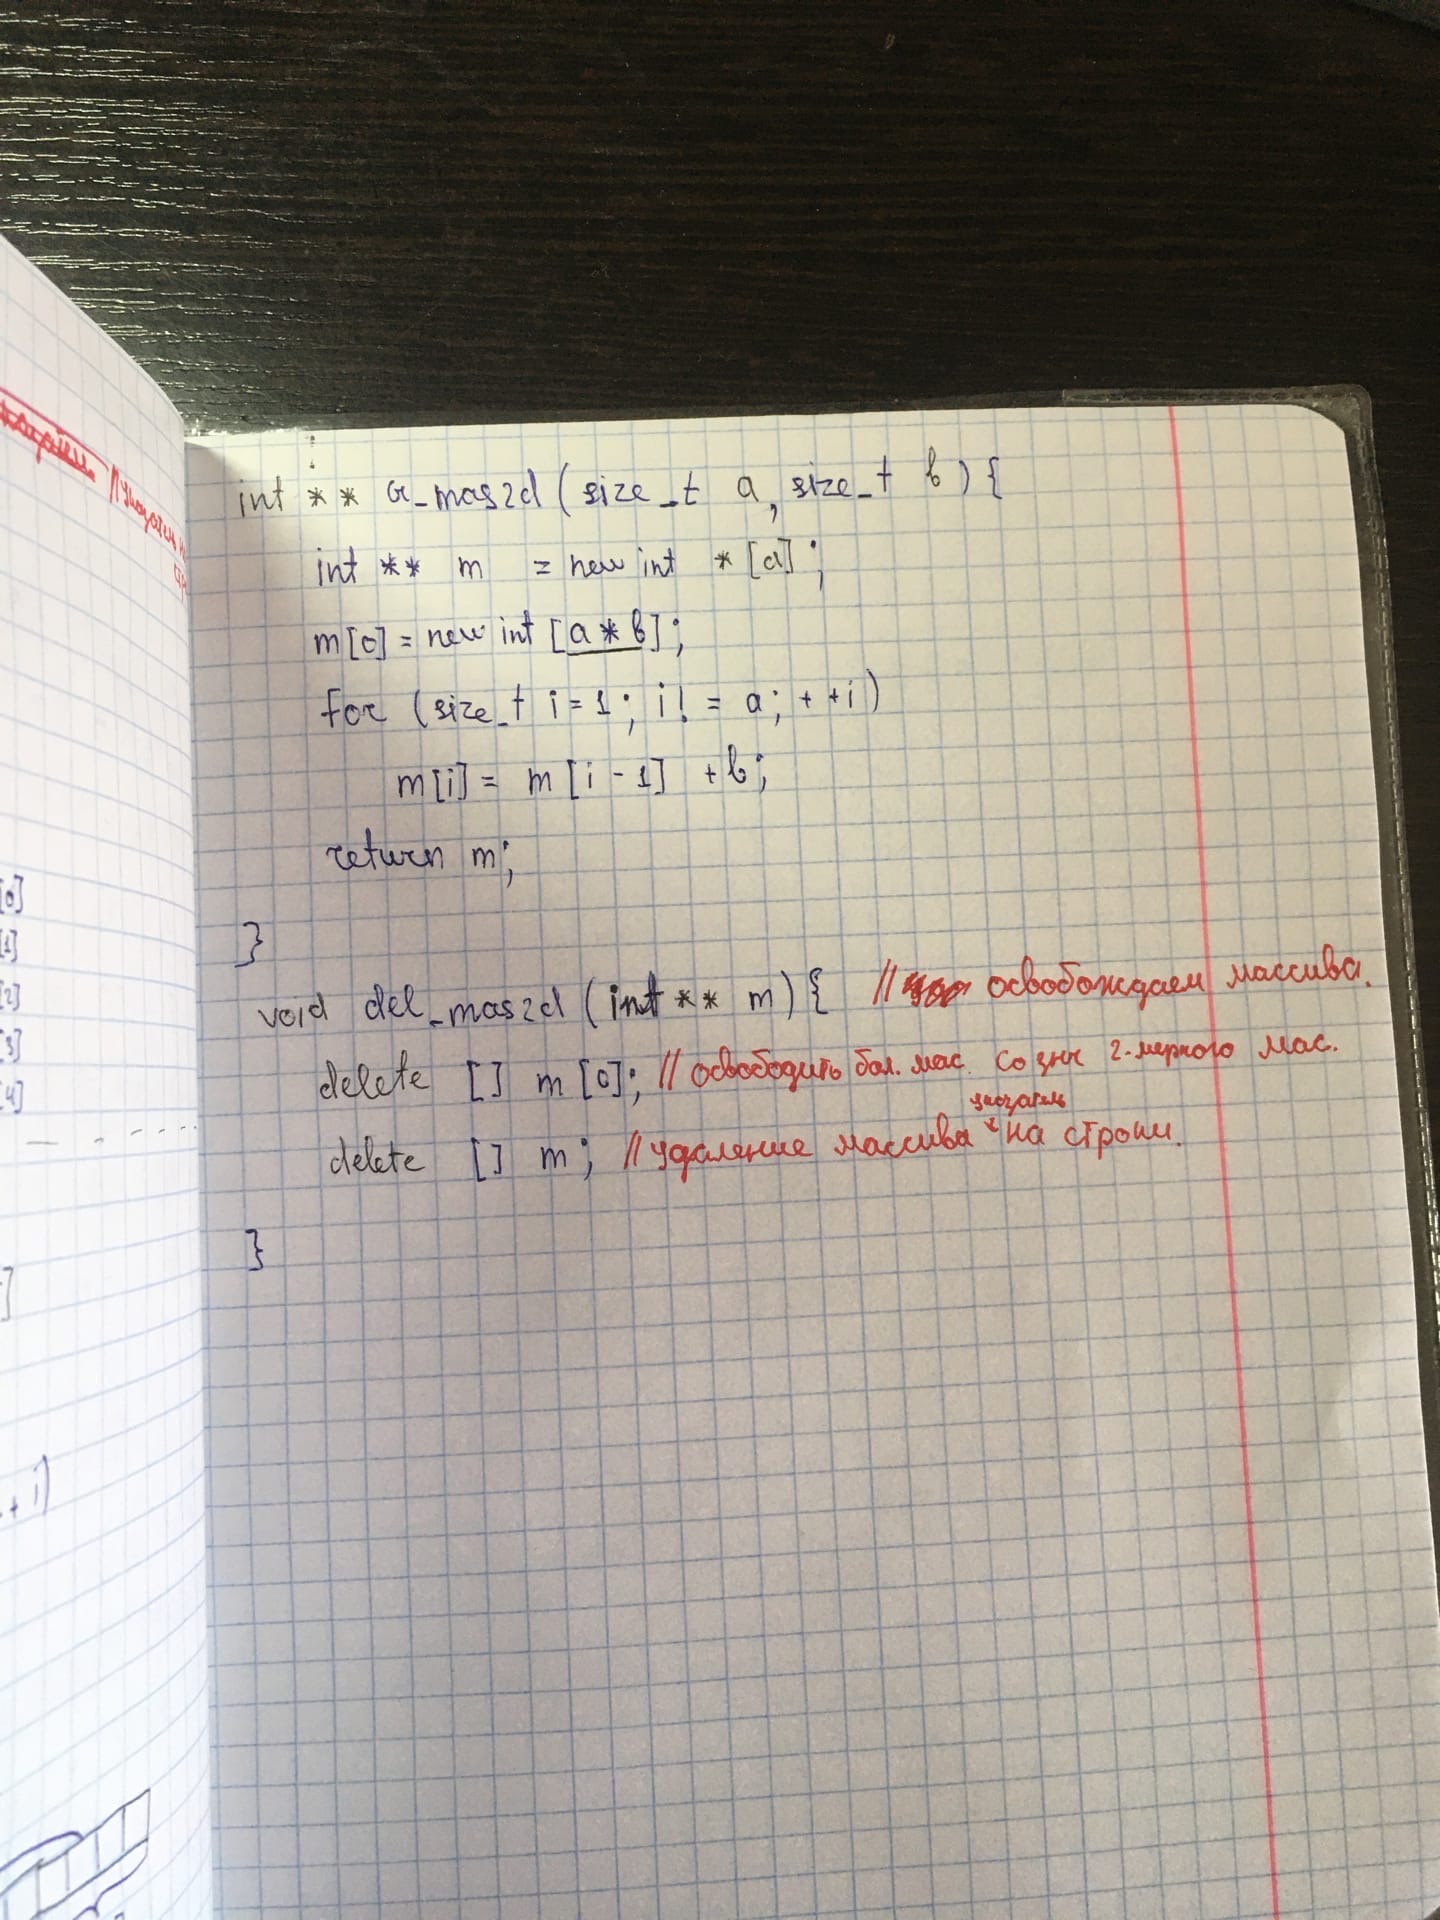 int ** cr_mas2d (size_t a, size_t b) {
int ** m = new int * [a];
m[0] = new int [a * b];
for (size_t i = 1; i != a; ++i)
m[i] = m[i - 1] + b;
return m;
}
void del_mas2d (int ** m) { // освобождаем массива.
delete [] m [0]; // освободить бол. мас. со знч 2-мерного мас.
delete [] m; // удаление массива указатель на строки.
}
[0]
[1]
[2]
[3]
[4]
+ i)